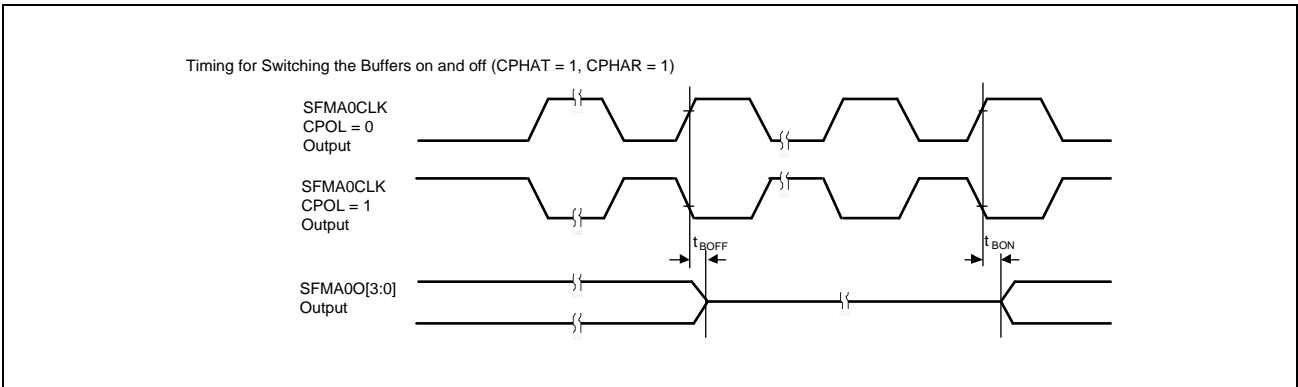 Timing for Switching the Buffers on and off (CPHAT = 1, CPHAR = 1)
SFMA0CLK
CPOL = 0
Output
SFMA0CLK
CPOL = 1
Output
tBOFF
tBON
SFMA0O[3:0]
Output